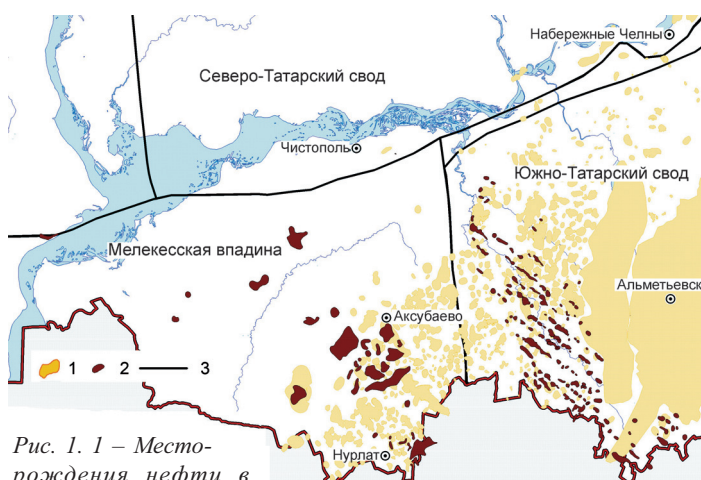 Набережные Челны
Северо-Татарский свод
Чистополь
Южно-Татарский свод
Мелекесская впадина
Альметьевск
Аксубаево
1 2 3
Рис. 1. 1 – Место-
рождения нефти в
Нурлат